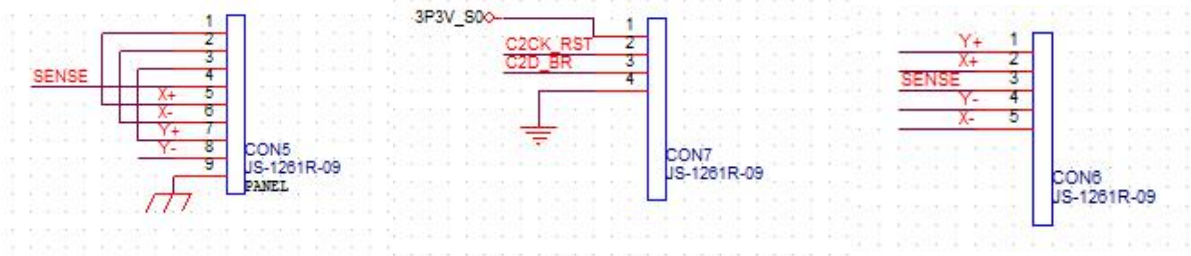 1
2
3
SENSE
4
X+
5
X-
6
Y+
7
Y-
8
9
CON5
JS-1261R-09
PANEL
3P3V_S0
1
C2CK_RST
2
C2D_BR
3
4
CON7
JS-1261R-09
Y+
1
X+
2
SENSE
3
Y-
4
X-
5
CON6
JS-1261R-09